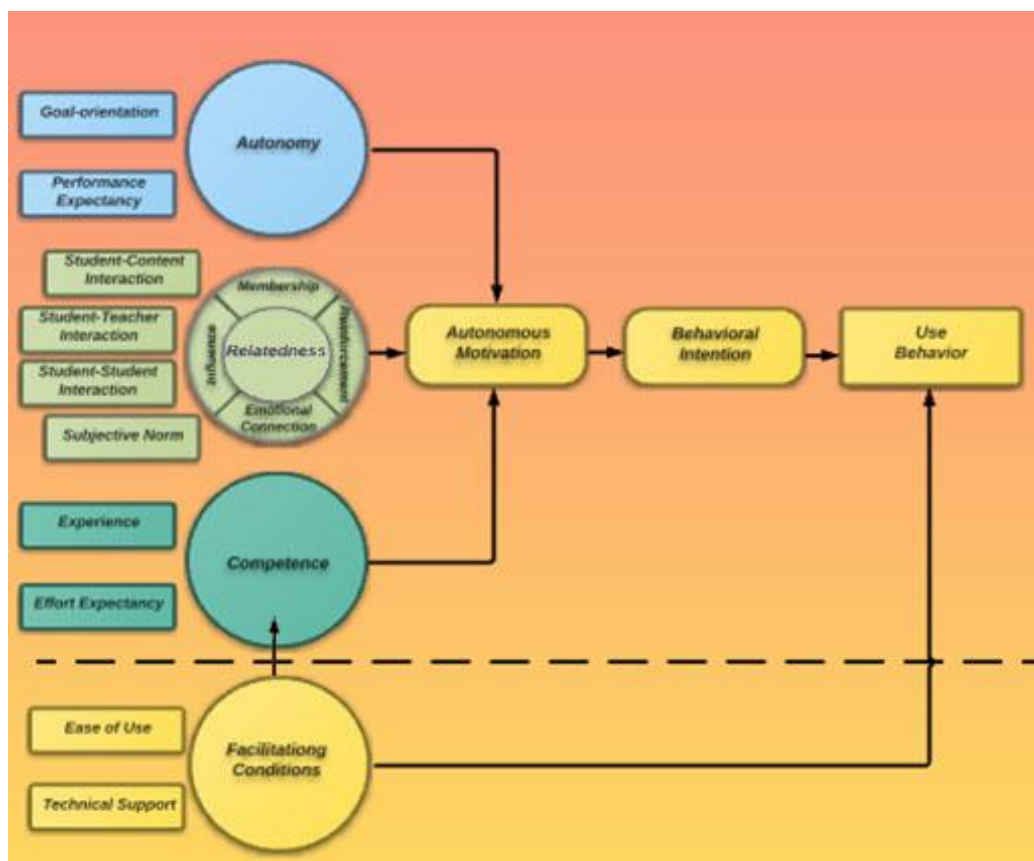 Goal-orientation
Autonomy
Performance
Expectancy
Student-Content
Interaction
Student-Teacher
Interaction
Student-Student
Interaction
Subjective Norm
Membership
Reinforcement
Relatedness
Emotional
Connection
Autonomous
Motivation
Behavioral
Intention
Use
Behavior
Experience
Competence
Effort Expectancy
Ease of Use
Facilitationg
Conditions
Technical Support